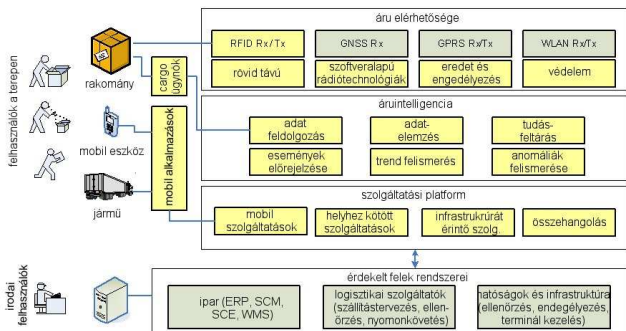 áru elérhetősége
RFID Rx/Tx
GNSS Rx
GPRS Rx/Tx
WLAN Rx/Tx
rövid távú
szoftveralapú
rádiótechnológiák
eredet és
engedélyezés
védelem
felhasználók a terepen
rakomány
cargo
ügynök
mobil eszköz
mobil alkalmazások
jármű
áruintelligencia
adat
feldolgozás
adat-
elemzés
tudás-
feltárás
események
előrejelzése
trend felismerés
anomáliák
felismerése
szolgáltatási platform
mobil
szolgáltatások
helyhez kötött
szolgáltatások
infrastrukrúrát
érintő szolg.
összehangolás
irodai
felhasználók
érdekelt felek rendszerei
ipar (ERP, SCM,
SCE, WMS)
logisztikai szolgáltatók
(szállítástervezés, ellen-
őrzés, nyomonkövetés)
hatóságok és infrastruktúra
(ellenőrzés, endegélyezés,
terminál kezelés)